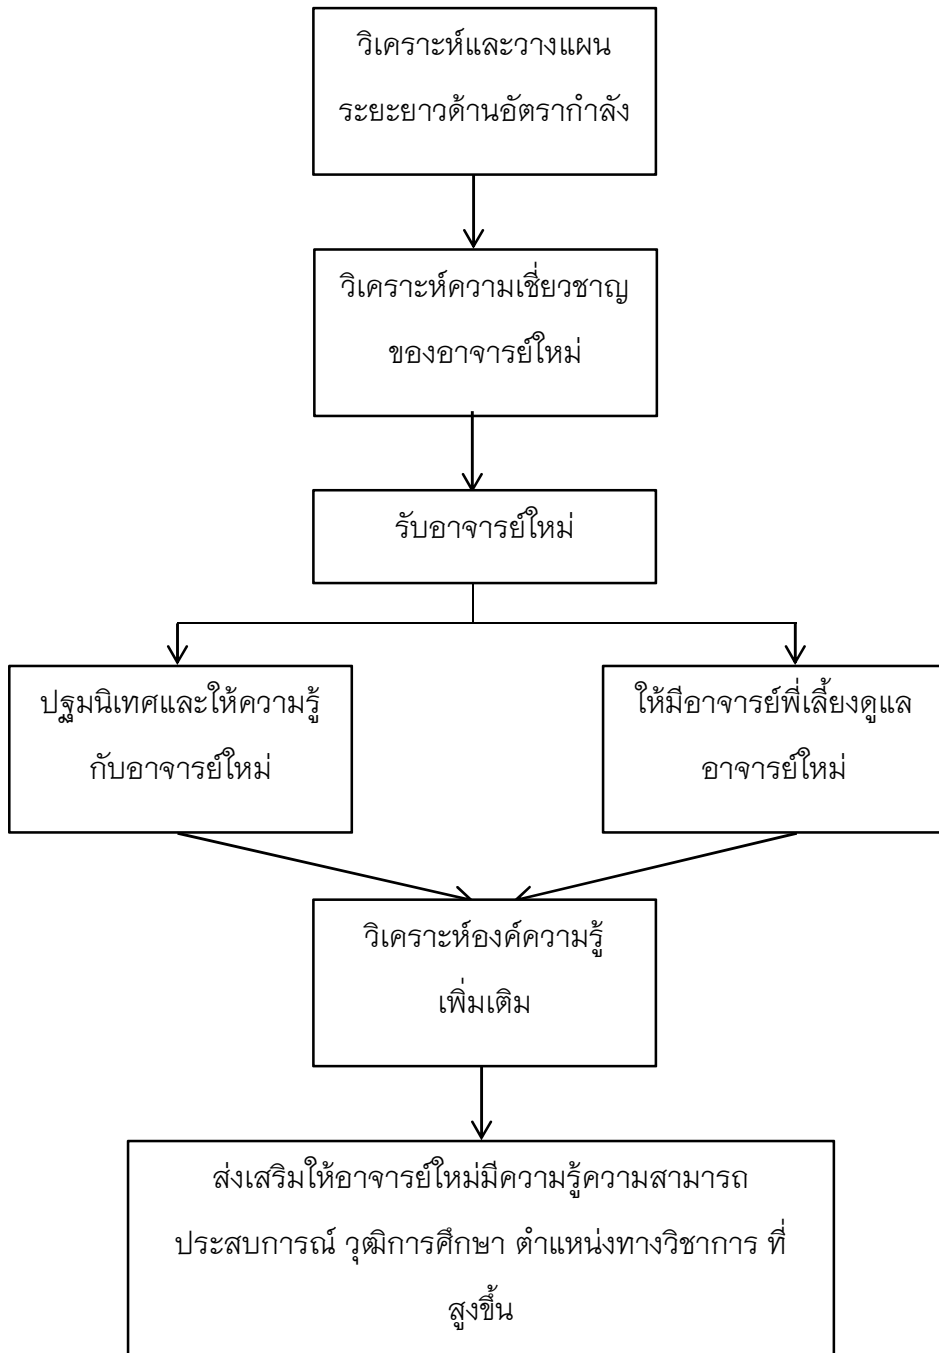 วิเคราะห์และวางแผน
ระยะยาวด้านอัตรากำลัง
วิเคราะห์ความเชี่ยวชาญ
ของอาจารย์ใหม่
รับอาจารย์ใหม่
ปฐมนิเทศและให้ความรู้
กับอาจารย์ใหม่
ให้มีอาจารย์พี่เลี้ยงดูแล
อาจารย์ใหม่
วิเคราะห์องค์ความรู้
เพิ่มเติม
ส่งเสริมให้อาจารย์ใหม่มีความรู้ความสามารถ
ประสบการณ์ วุฒิการศึกษา ตำแหน่งทางวิชาการ ที่
สูงขึ้น